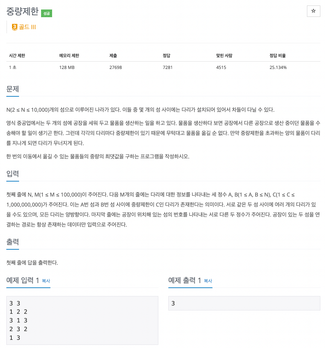 중량제한
골드 III
시간 제한 메모리 제한 제출 정답 맞힌 사람 정답 비율
1 초 128 MB 27698 7281 4515 25.134%
문제
N(2 ≤ N ≤ 10,000)개의 섬으로 이루어진 나라가 있다. 이들 중 몇 개의 섬 사이에는 다리가 설치되어 있어서 차들이 다닐 수 있다.
영식 중공업에서는 두 개의 섬에 공장을 세워 두고 물품을 생산하는 일을 하고 있다. 물품을 생산하다 보면 공장에서 다른 공장으로 생산 중이던 물품을 수
송해야 할 일이 생기곤 한다. 그런데 각각의 다리마다 중량제한이 있기 때문에 무턱대고 물품을 옮길 순 없다. 만약 중량제한을 초과하는 양의 물품이 다리
를 지나게 되면 다리가 무너지게 된다.
한 번의 이동에서 옮길 수 있는 물품들의 중량의 최댓값을 구하는 프로그램을 작성하시오.
입력
첫째 줄에 N, M(1 ≤ M ≤ 100,000)이 주어진다. 다음 M개의 줄에는 다리에 대한 정보를 나타내는 세 정수 A, B(1 ≤ A, B ≤ N), C(1 ≤ C ≤
1,000,000,000)가 주어진다. 이는 A번 섬과 B번 섬 사이에 중량제한이 C인 다리가 존재한다는 의미이다. 서로 같은 두 섬 사이에 여러 개의 다리가 있
을 수도 있으며, 모든 다리는 양방향이다. 마지막 줄에는 공장이 위치해 있는 섬의 번호를 나타내는 서로 다른 두 정수가 주어진다. 공장이 있는 두 섬을 연
결하는 경로는 항상 존재하는 데이터만 입력으로 주어진다.
출력
첫째 줄에 답을 출력한다.
예제 입력 1 복사
3 3
1 2 2
3 1 3
2 3 2
1 3
예제 출력 1 복사
3